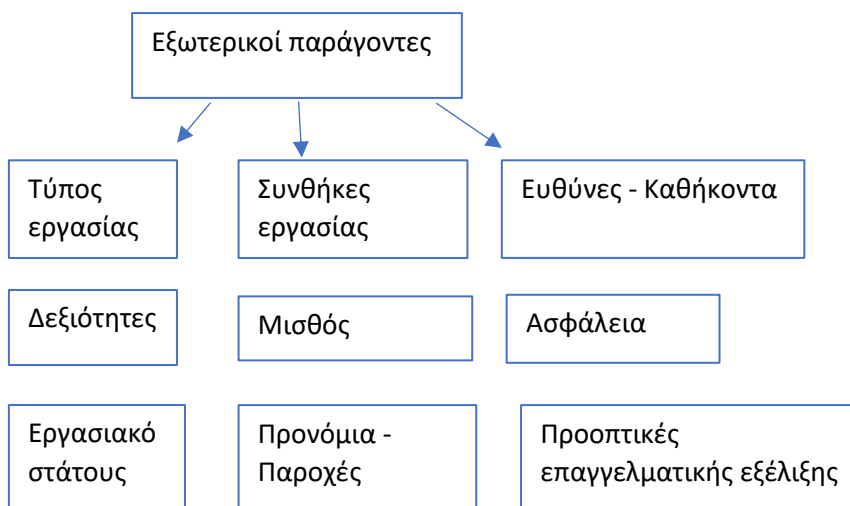 Εξωτερικοί παράγοντες
Τύπος
εργασίας
Συνθήκες
εργασίας
Ευθύνες - Καθήκοντα
Δεξιότητες
Μισθός
Ασφάλεια
Εργασιακό
στάτους
Προνόμια -
Παροχές
Προοπτικές
επαγγελματικής εξέλιξης